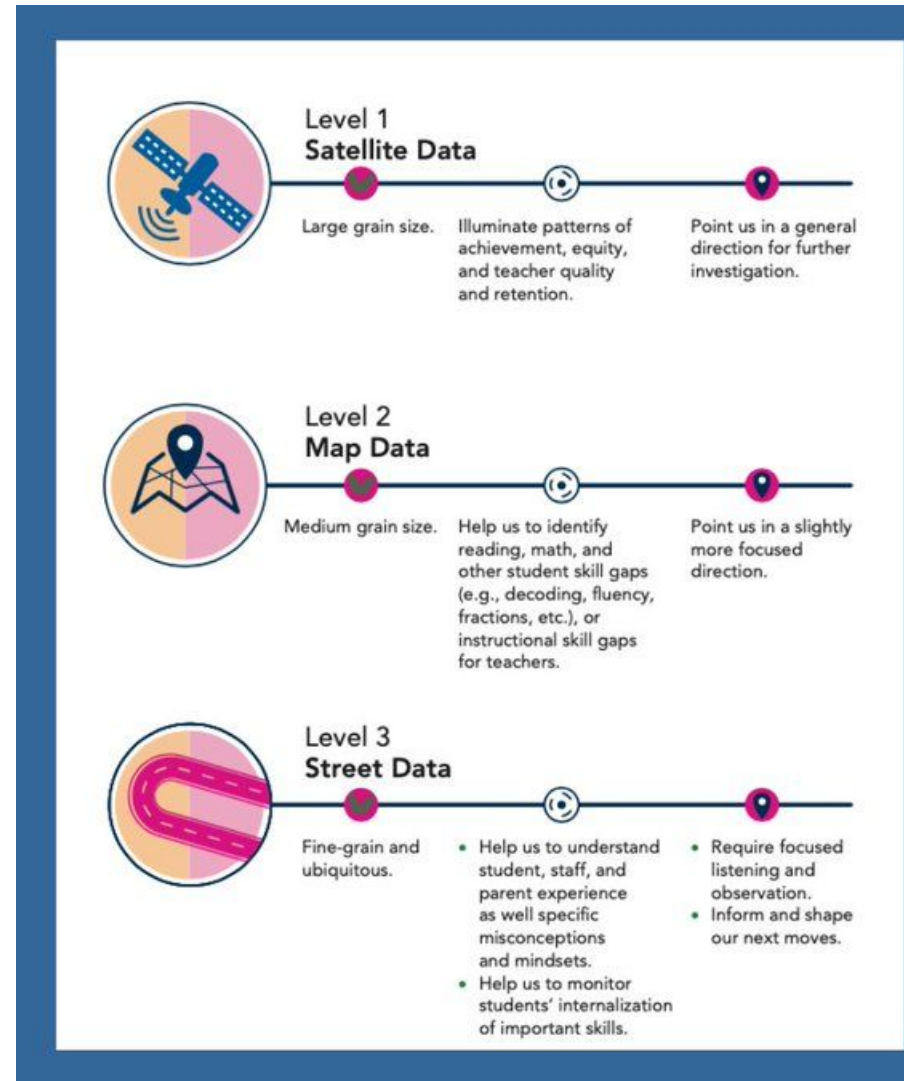 Level 1
Satellite Data
Large grain size.
Illuminate patterns of
achievement, equity,
and teacher quality
and retention.
Point us in a general
direction for further
investigation.
Level 2
Map Data
Medium grain size.
Help us to identify
reading, math, and
other student skill gaps
(e.g., decoding, fluency,
fractions, etc.), or
instructional skill gaps
for teachers.
Point us in a slightly
more focused
direction.
Level 3
Street Data
Fine-grain and
ubiquitous.
• Help us to understand
student, staff, and
parent experience
as well specific
misconceptions
and mindsets.
• Help us to monitor
students' internalization
of important skills.
• Require focused
listening and
observation.
• Inform and shape
our next moves.